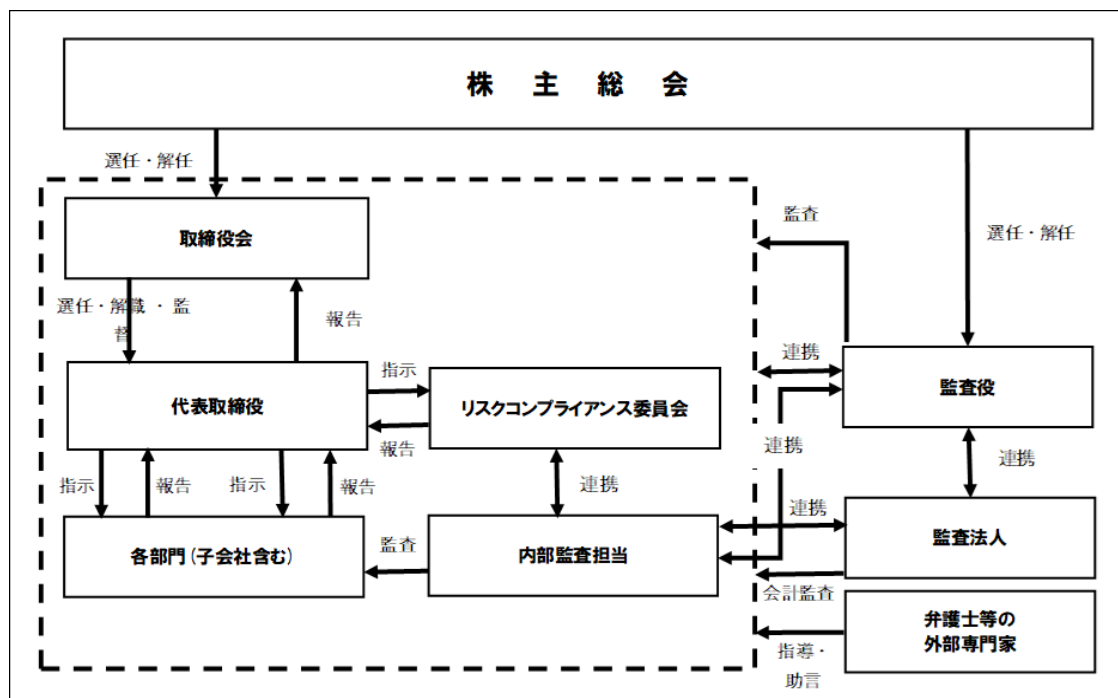 株 主 総 会
選任・解任
取締役会
監査
選任・解任
選任・解職・監
督
報告
連携
指示
監査役
代表取締役
リスクコンプライアンス委員会
報告
連携
指示
報告
指示
報告
連携
連携
連携
各部門(子会社含む)
監査
内部監査担当
監査法人
会計監査
弁護士等の
外部専門家
指導・
助言